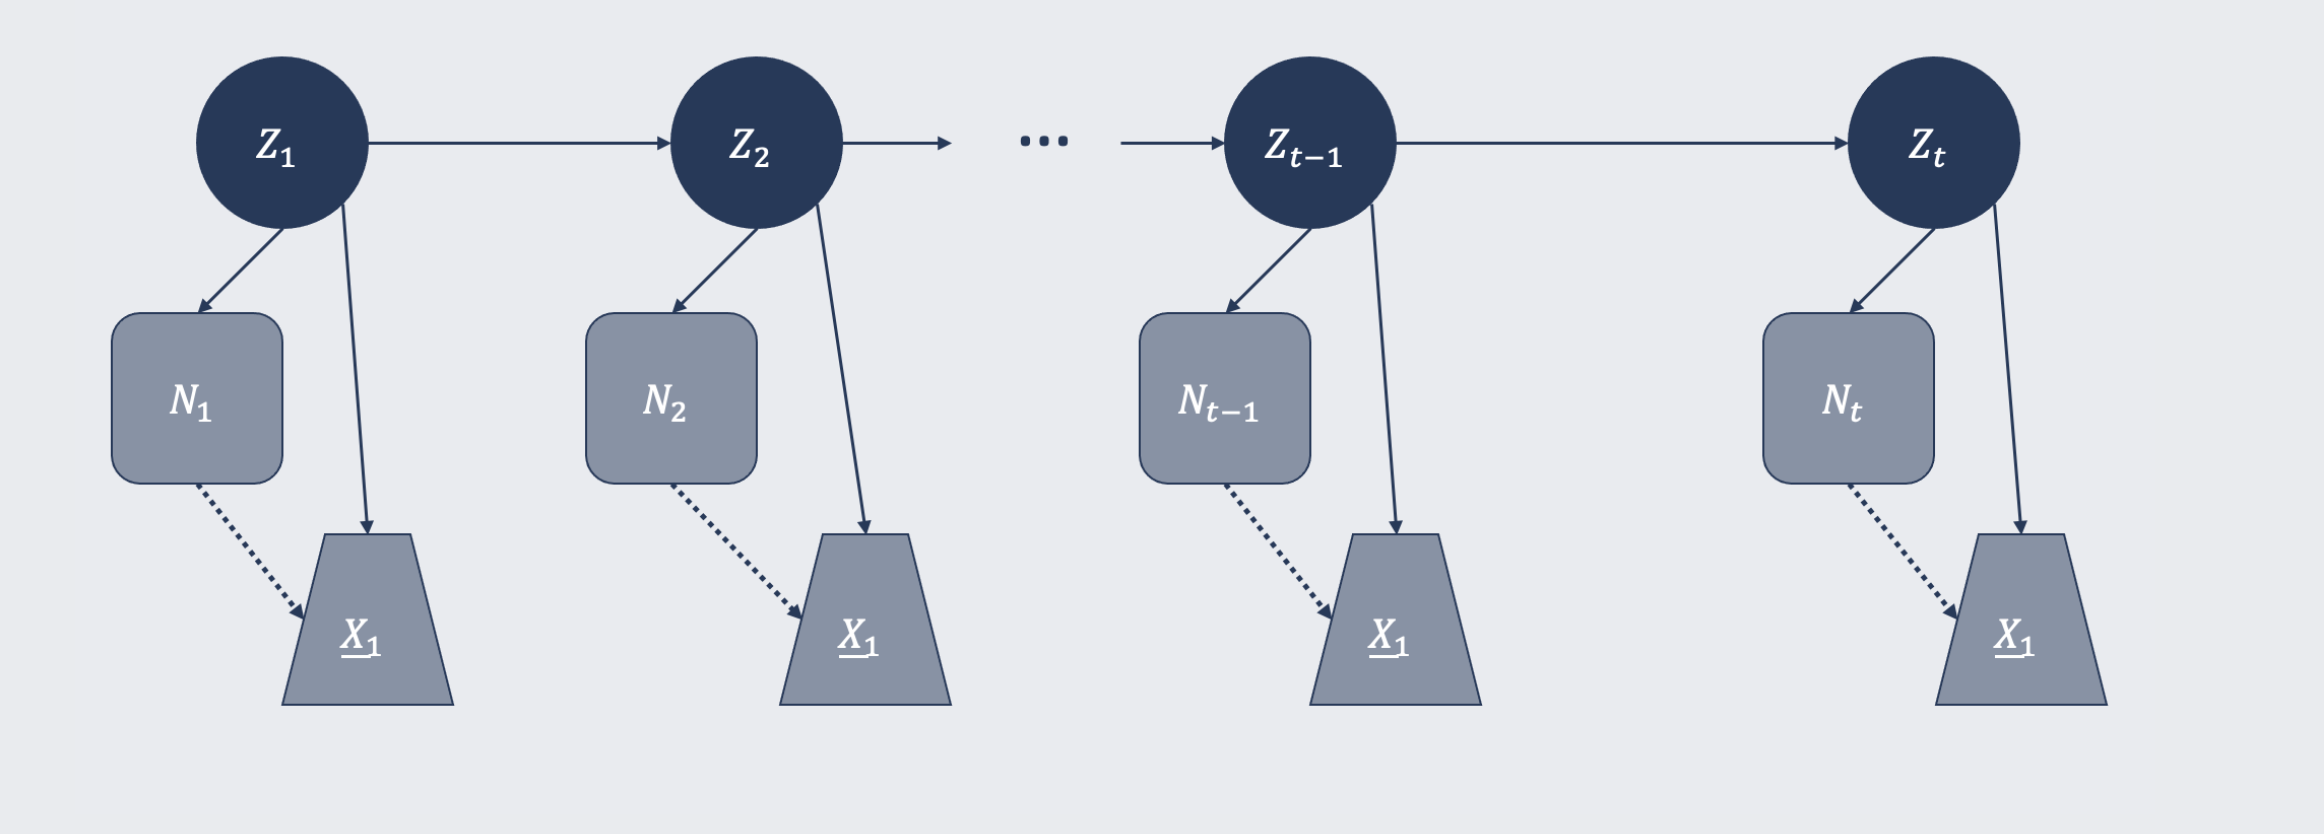 Z₁ Z₂ ... Zₜ₋₁ Zₜ
N₁ N₂ Nₜ₋₁ Nₜ
X₁ X₁ X₁ X₁